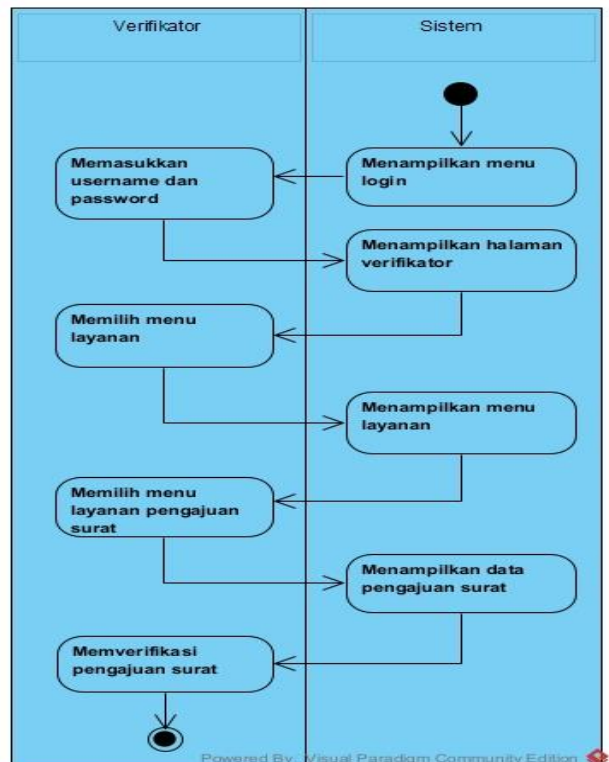 Verifikator
Sistem
Menampilkan menu
login
Memasukkan
username dan
password
Menampilkan halaman
verifikator
Memilih menu
layanan
Menampilkan menu
layanan
Memilih menu
layanan pengajuan
surat
Menampilkan data
pengajuan surat
Memverifikasi
pengajuan surat
Powered By: Visual Paradigm Community Edition